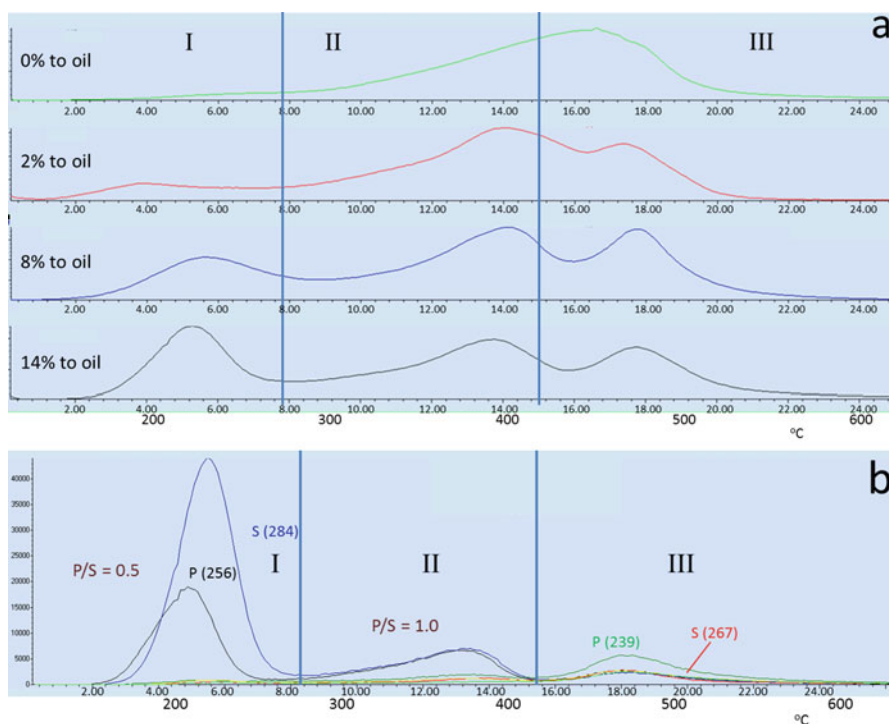 a
I II III
0% to oil
2.00 4.00 6.00 8.00 10.00 12.00 14.00 16.00 18.00 20.00 22.00 24.00
2% to oil
2.00 4.00 6.00 8.00 10.00 12.00 14.00 16.00 18.00 20.00 22.00 24.00
8% to oil
2.00 4.00 6.00 8.00 10.00 12.00 14.00 16.00 18.00 20.00 22.00 24.00
14% to oil
2.00 4.00 6.00 8.00 10.00 12.00 14.00 16.00 18.00 20.00 22.00 24.00
200 300 400 500 600
°C
b
40000
35000
30000
25000
20000
15000
10000
5000
0
S (284)
I II III
P/S = 0.5
P (256)
P/S = 1.0
P (239)
S (267)
2.00 4.00 6.00 8.00 10.00 12.00 14.00 16.00 18.00 20.00 22.00 24.00
200 300 400 500 600
°C